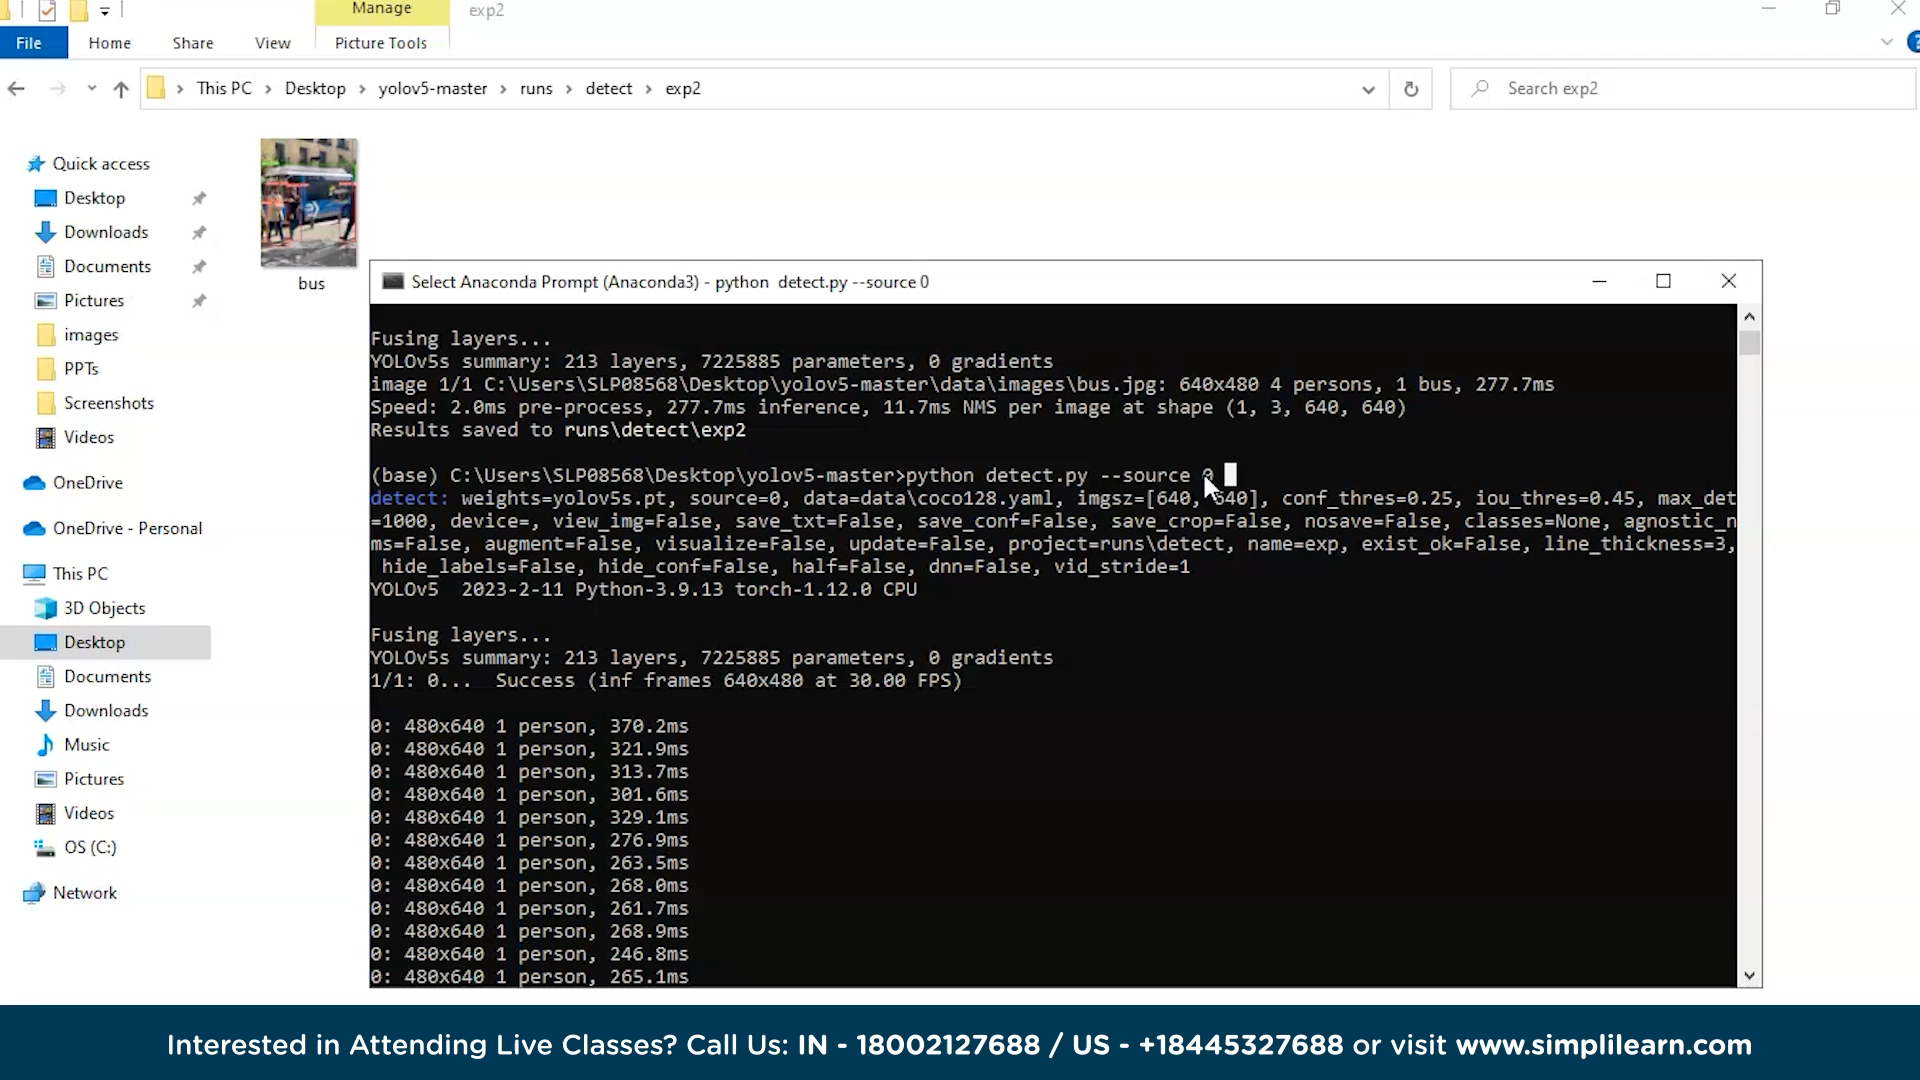 Manage
exp2
File
Home
Share
View
Picture Tools
This PC
Desktop
yolov5-master
runs
detect
exp2
Search exp2
Quick access
Desktop
Downloads
Documents
Pictures
images
PPTs
Screenshots
Videos
OneDrive
OneDrive - Personal
This PC
3D Objects
Desktop
Documents
Downloads
Music
Pictures
Videos
OS (C:)
Network
bus
Select Anaconda Prompt (Anaconda3) - python  detect.py --source 0
Fusing layers...
YOLOv5s summary: 213 layers, 7225885 parameters, 0 gradients
image 1/1 C:\Users\SLP08568\Desktop\yolov5-master\data\images\bus.jpg: 640x480 4 persons, 1 bus, 277.7ms
Speed: 2.0ms pre-process, 277.7ms inference, 11.7ms NMS per image at shape (1, 3, 640, 640)
Results saved to runs\detect\exp2
(base) C:\Users\SLP08568\Desktop\yolov5-master>python detect.py --source 0
detect: weights=yolov5s.pt, source=0, data=data\coco128.yaml, imgsz=[640, 640], conf_thres=0.25, iou_thres=0.45, max_det
=1000, device=, view_img=False, save_txt=False, save_conf=False, save_crop=False, nosave=False, classes=None, agnostic_n
ms=False, augment=False, visualize=False, update=False, project=runs\detect, name=exp, exist_ok=False, line_thickness=3,
hide_labels=False, hide_conf=False, half=False, dnn=False, vid_stride=1
YOLOv5  2023-2-11 Python-3.9.13 torch-1.12.0 CPU
Fusing layers...
YOLOv5s summary: 213 layers, 7225885 parameters, 0 gradients
1/1: 0...  Success (inf frames 640x480 at 30.00 FPS)
0: 480x640 1 person, 370.2ms
0: 480x640 1 person, 321.9ms
0: 480x640 1 person, 313.7ms
0: 480x640 1 person, 301.6ms
0: 480x640 1 person, 329.1ms
0: 480x640 1 person, 276.9ms
0: 480x640 1 person, 263.5ms
0: 480x640 1 person, 268.0ms
0: 480x640 1 person, 261.7ms
0: 480x640 1 person, 268.9ms
0: 480x640 1 person, 246.8ms
0: 480x640 1 person, 265.1ms
Interested in Attending Live Classes? Call Us: IN - 18002127688 / US - +18445327688 or visit www.simplilearn.com